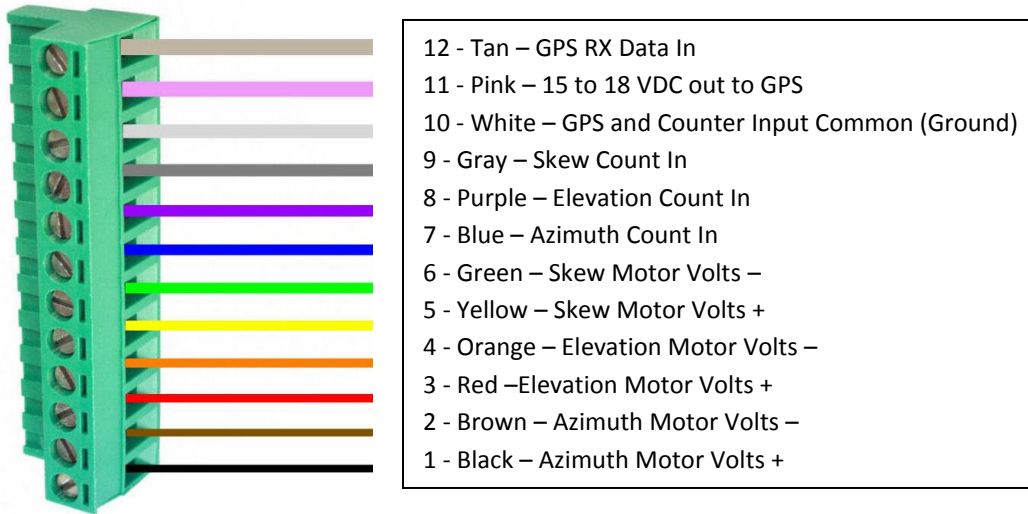 12 - Tan – GPS RX Data In
11 - Pink – 15 to 18 VDC out to GPS
10 - White – GPS and Counter Input Common (Ground)
9 - Gray – Skew Count In
8 - Purple – Elevation Count In
7 - Blue – Azimuth Count In
6 - Green – Skew Motor Volts –
5 - Yellow – Skew Motor Volts +
4 - Orange – Elevation Motor Volts –
3 - Red –Elevation Motor Volts +
2 - Brown – Azimuth Motor Volts –
1 - Black – Azimuth Motor Volts +